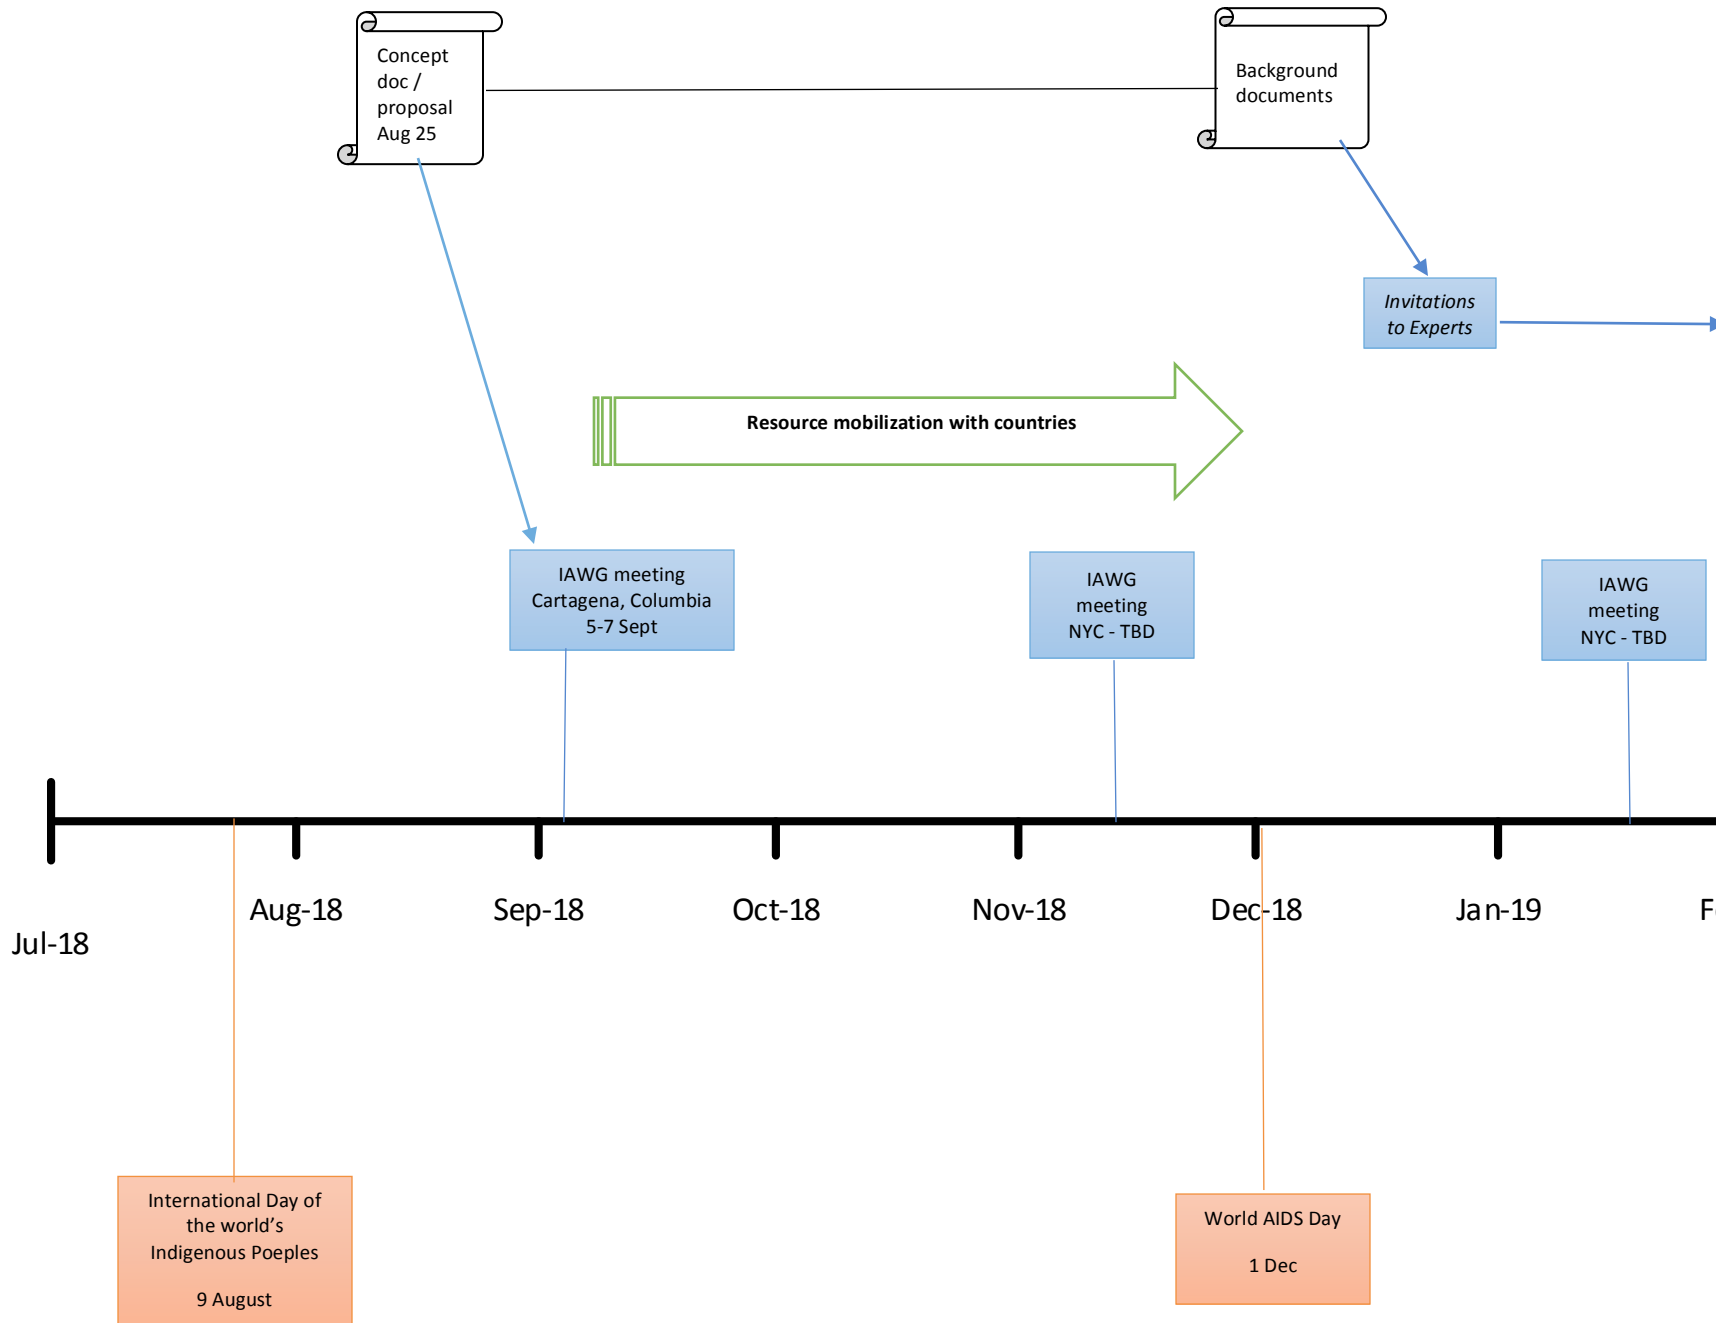 Concept
doc /
proposal
Aug 25
Background
documents
Invitations
to Experts
Resource mobilization with countries
IAWG meeting
Cartagena, Columbia
5-7 Sept
IAWG
meeting
NYC - TBD
IAWG
meeting
NYC - TBD
Jul-18
Aug-18
Sep-18
Oct-18
Nov-18
Dec-18
Jan-19
International Day of
the world’s
Indigenous Poeples
9 August
World AIDS Day
1 Dec